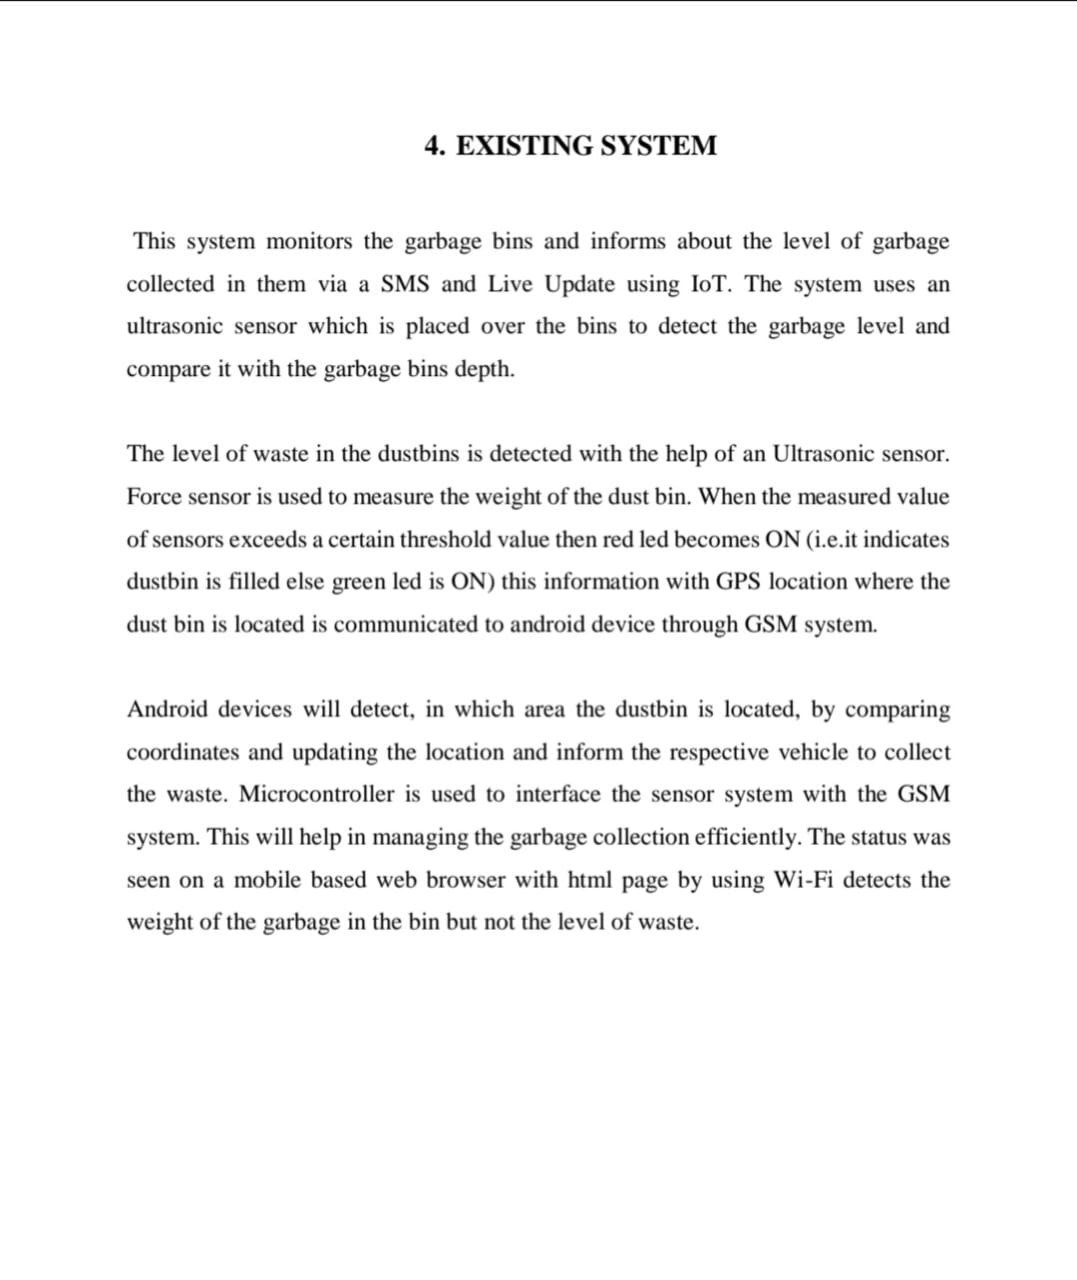 4. EXISTING SYSTEM
This system monitors the garbage bins and informs about the level of garbage
collected in them via a SMS and Live Update using IoT. The system uses an
ultrasonic sensor which is placed over the bins to detect the garbage level and
compare it with the garbage bins depth.
The level of waste in the dustbins is detected with the help of an Ultrasonic sensor.
Force sensor is used to measure the weight of the dust bin. When the measured value
of sensors exceeds a certain threshold value then red led becomes ON (i.e.it indicates
dustbin is filled else green led is ON) this information with GPS location where the
dust bin is located is communicated to android device through GSM system.
Android devices will detect, in which area the dustbin is located, by comparing
coordinates and updating the location and inform the respective vehicle to collect
the waste. Microcontroller is used to interface the sensor system with the GSM
system. This will help in managing the garbage collection efficiently. The status was
seen on a mobile based web browser with html page by using Wi-Fi detects the
weight of the garbage in the bin but not the level of waste.